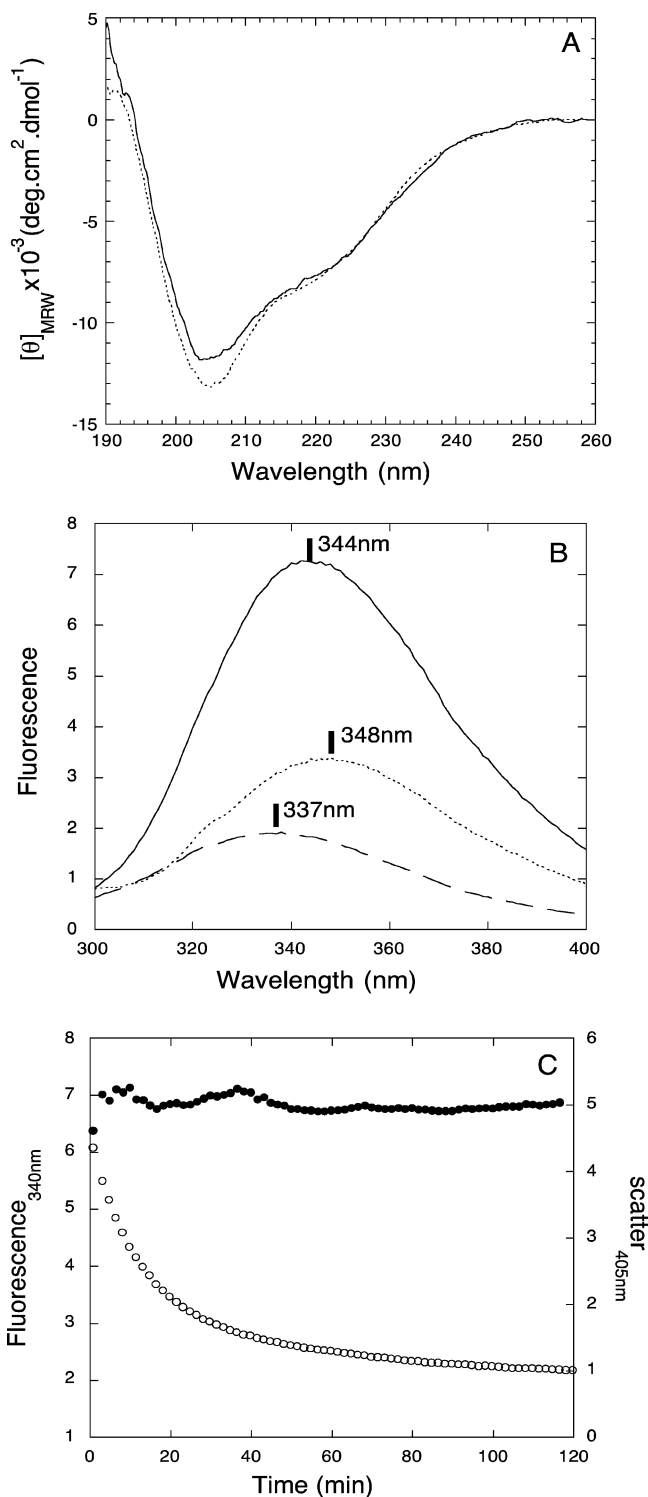 A
5
0
-5
-10
-15
[θ]MRW x10⁻³ (deg.cm².dmol⁻¹)
190 200 210 220 230 240 250 260
Wavelength (nm)
B
8
7
6
5
4
3
2
1
0
Fluorescence
344nm
348nm
337nm
300 320 340 360 380 400
Wavelength (nm)
C
8
7
6
5
4
3
2
1
Fluorescence340nm
6
5
4
3
2
1
0
scatter405nm
0 20 40 60 80 100 120
Time (min)